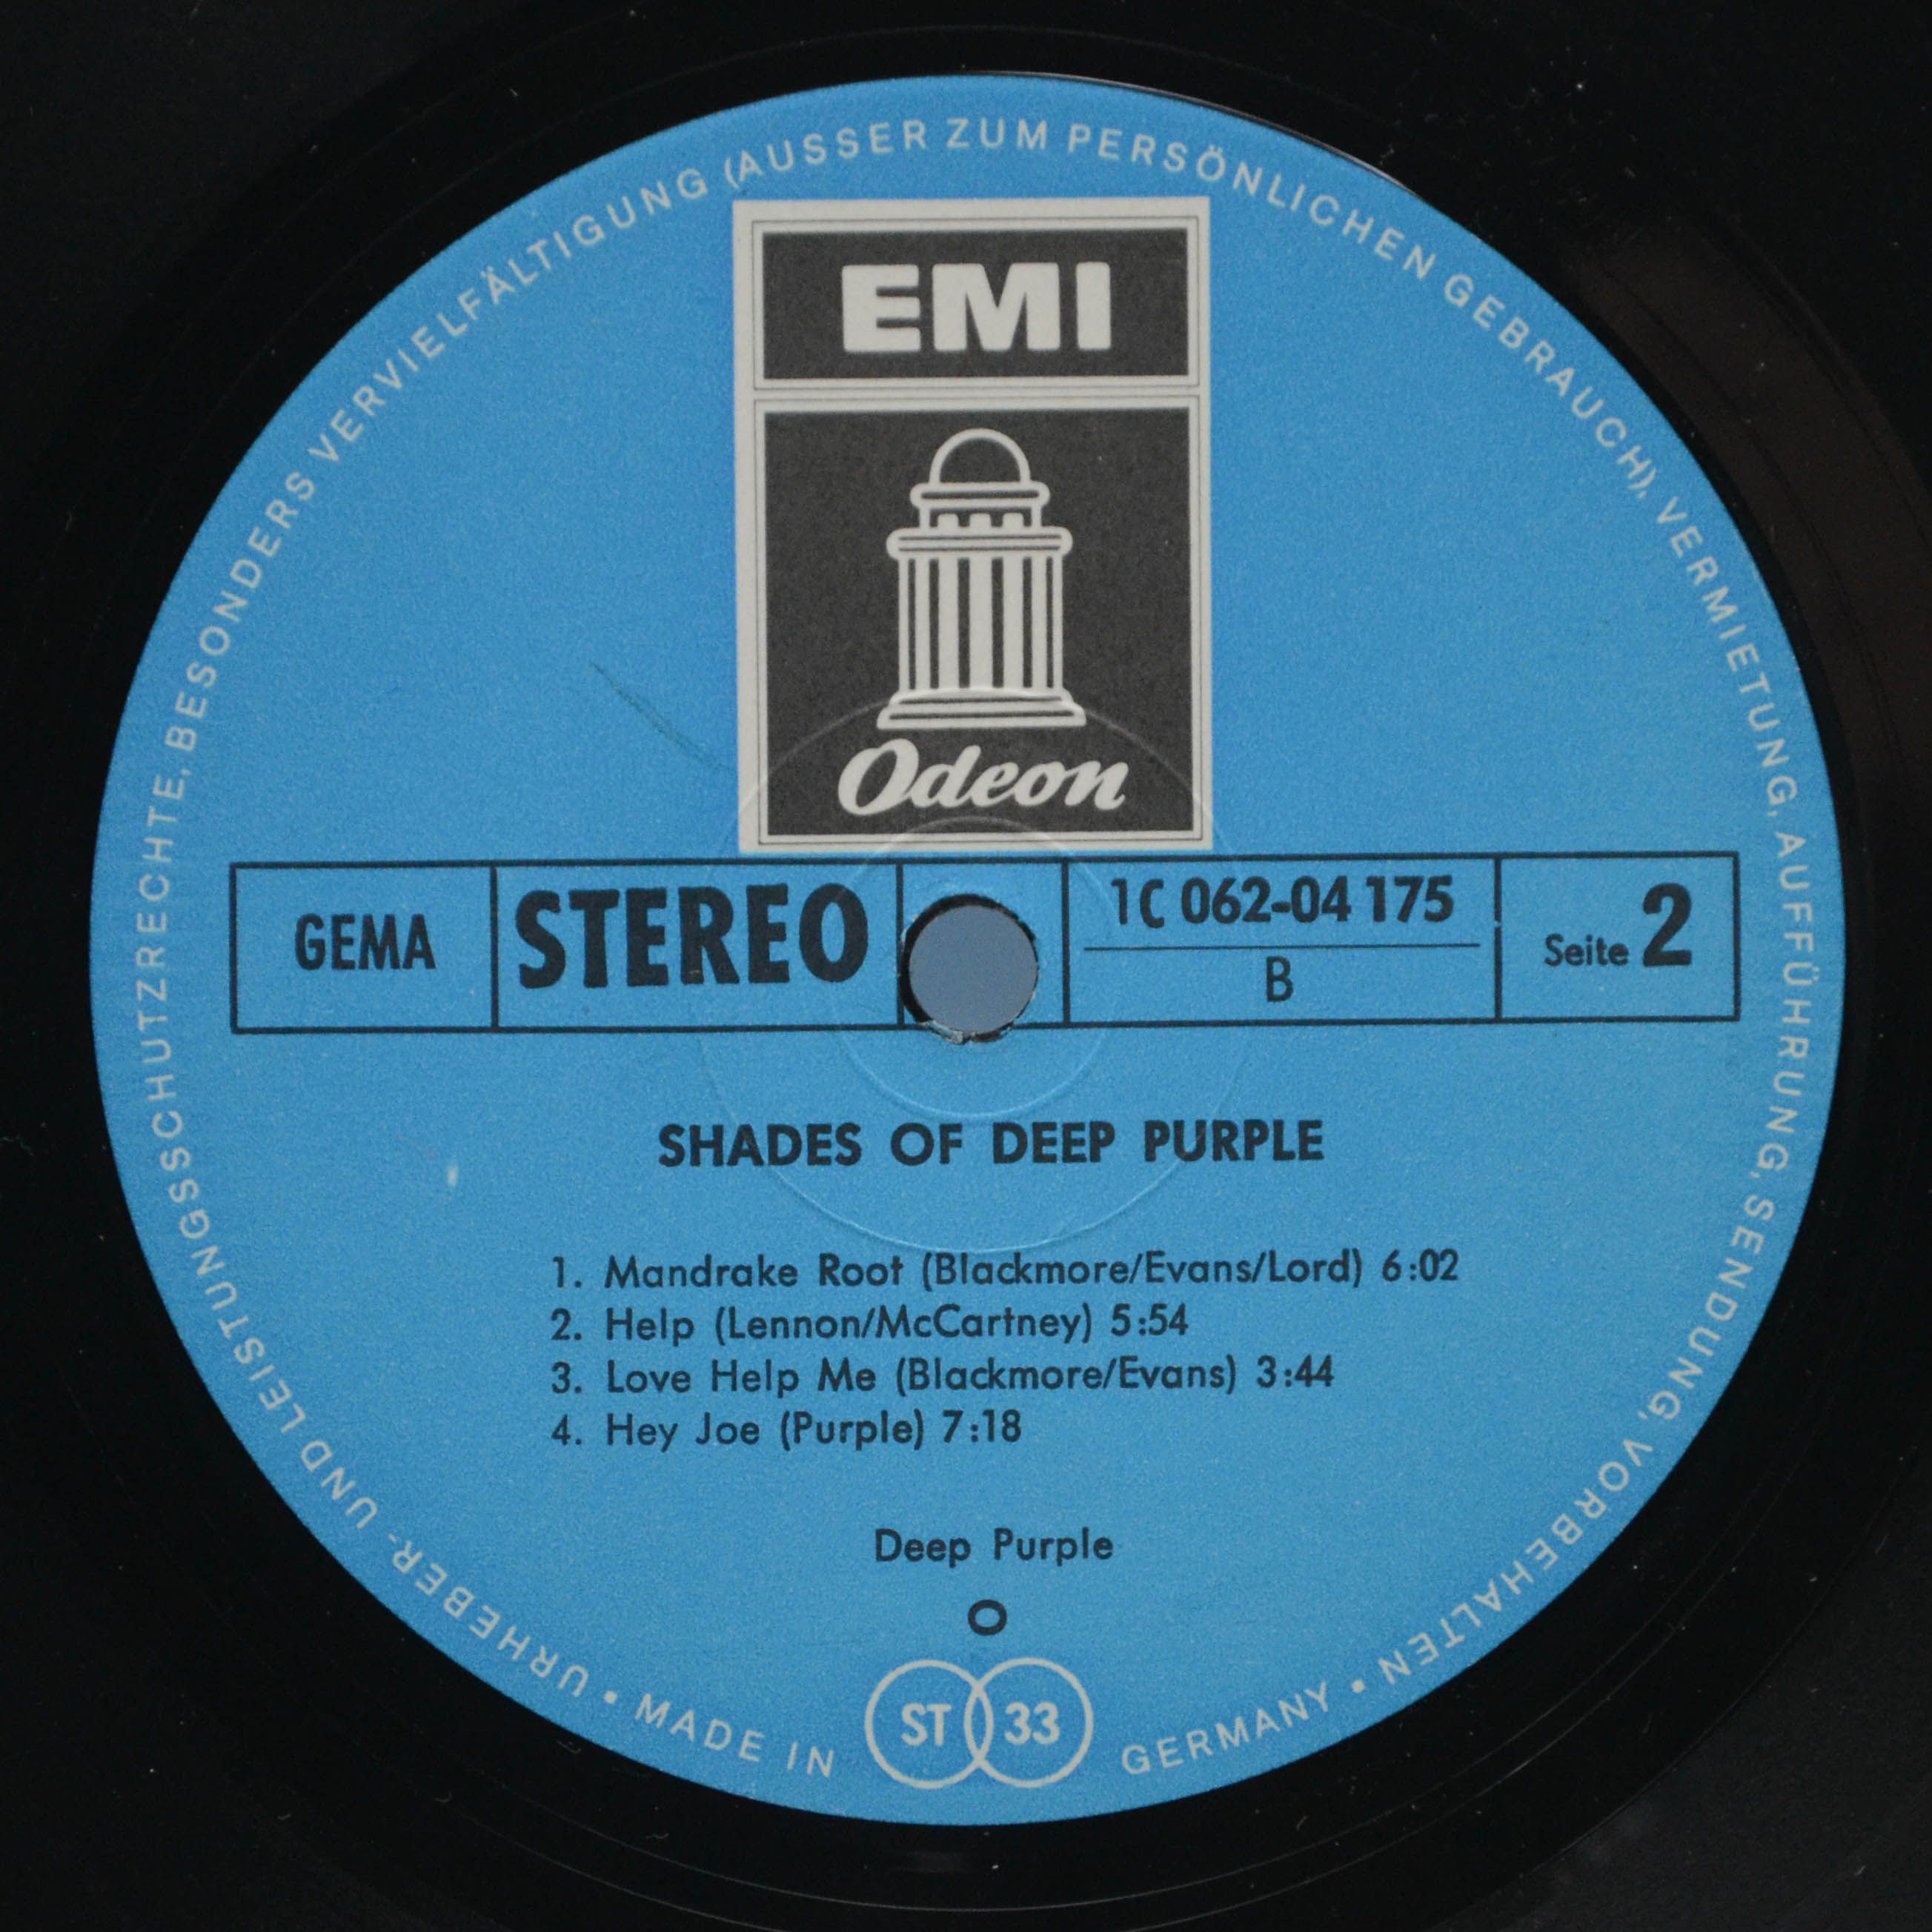 EMI
Odeon
GEMA
STEREO
1C 062-04 175
B
Seite 2
SHADES OF DEEP PURPLE
1. Mandrake Root (Blackmore/Evans/Lord) 6:02
2. Help (Lennon/McCartney) 5:54
3. Love Help Me (Blackmore/Evans) 3:44
4. Hey Joe (Purple) 7:18
Deep Purple
O
ST 33
URHEBER- UND LEISTUNGSSCHUTZRECHTE, BESONDERS VERVIELFÄLTIGUNG (AUSSER ZUM PERSÖNLICHEN GEBRAUCH), VERMIETUNG, AUFFÜHRUNG, SENDUNG, VORBEHALTEN • MADE IN GERMANY •